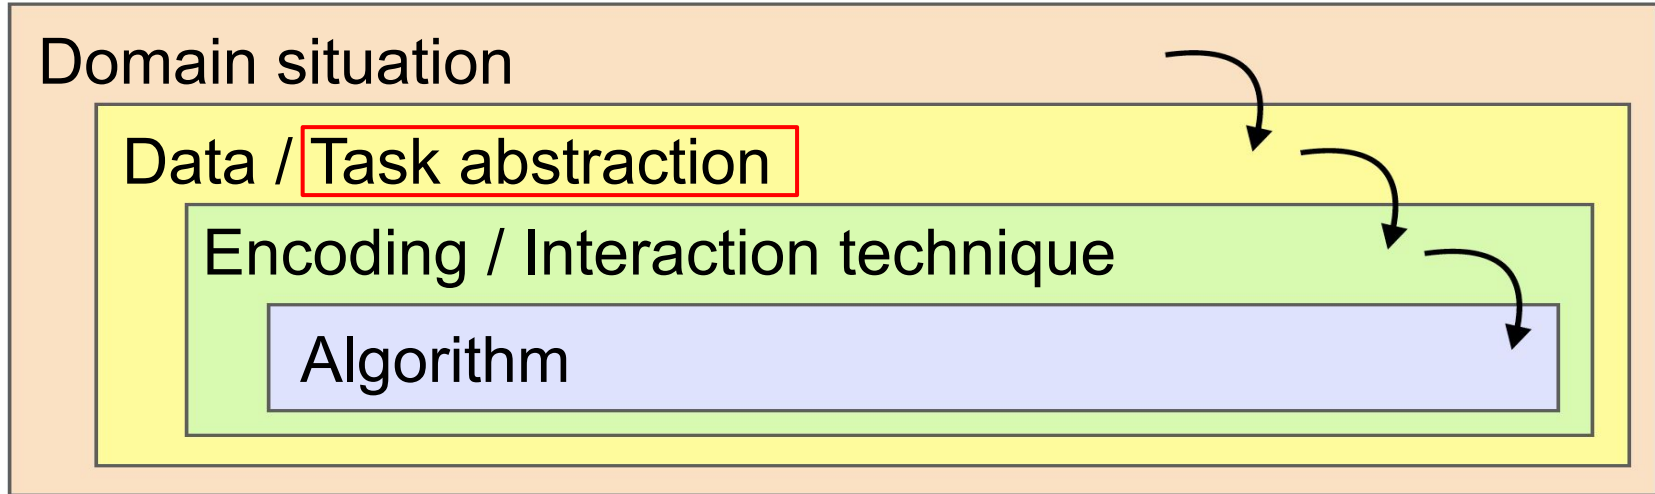 Domain situation
Data / Task abstraction
Encoding / Interaction technique
Algorithm